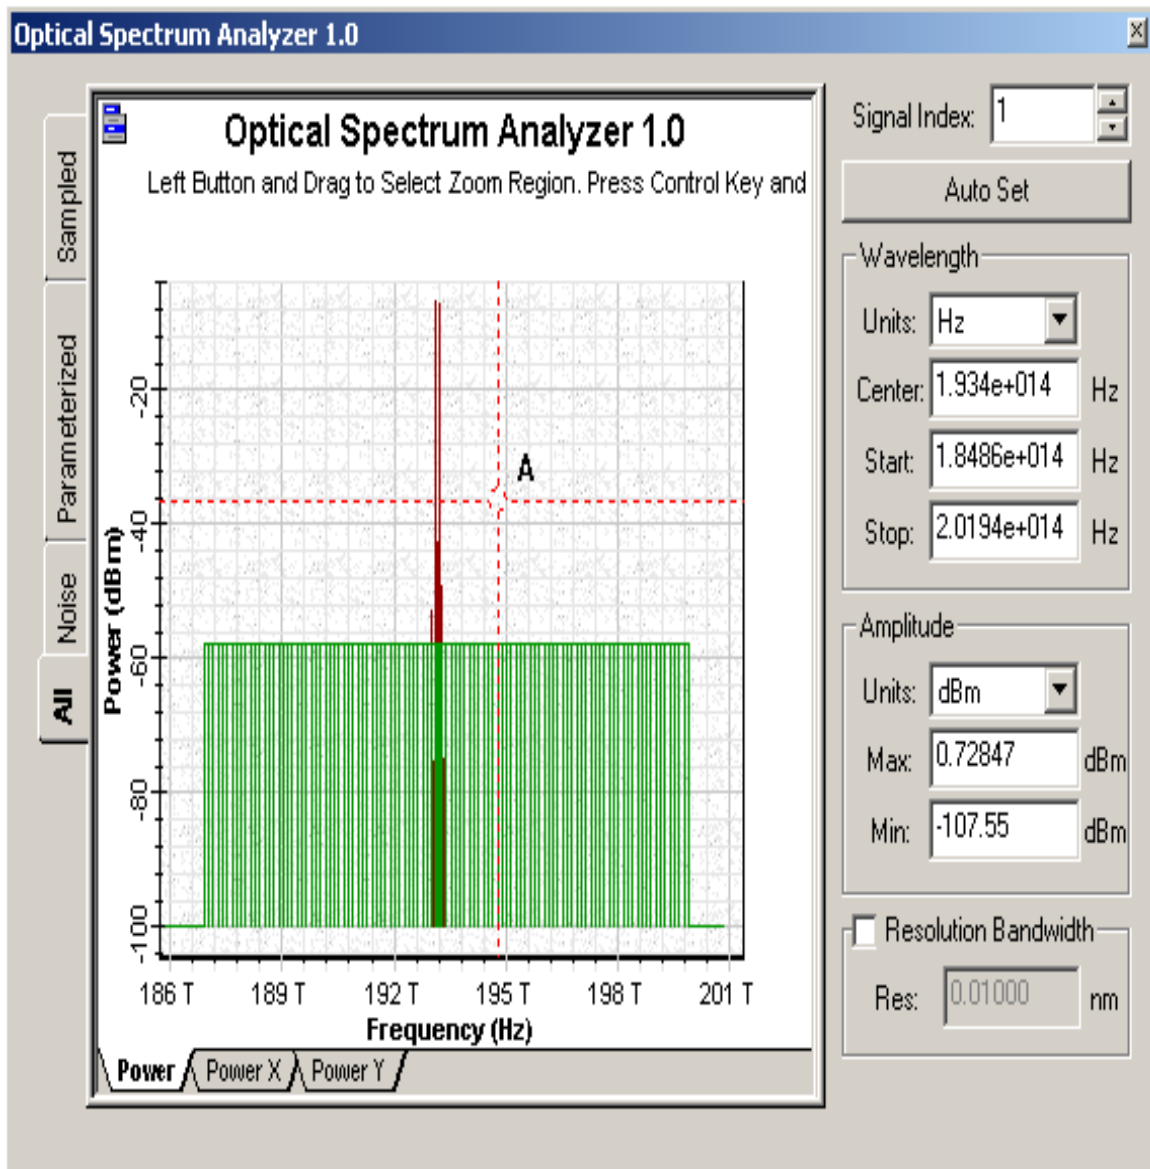 Optical Spectrum Analyzer 1.0
Optical Spectrum Analyzer 1.0
Left Button and Drag to Select Zoom Region. Press Control Key and
Sampled
Parameterized
Noise
All
Power (dBm)
-20
-40
-60
-80
-100
A
186 T 189 T 192 T 195 T 198 T 201 T
Frequency (Hz)
Power Power X Power Y
Signal Index: 1
Auto Set
Wavelength
Units: Hz
Center: 1.934e+014 Hz
Start: 1.8486e+014 Hz
Stop: 2.0194e+014 Hz
Amplitude
Units: dBm
Max: 0.72847 dBm
Min: -107.55 dBm
Resolution Bandwidth
Res: 0.01000 nm